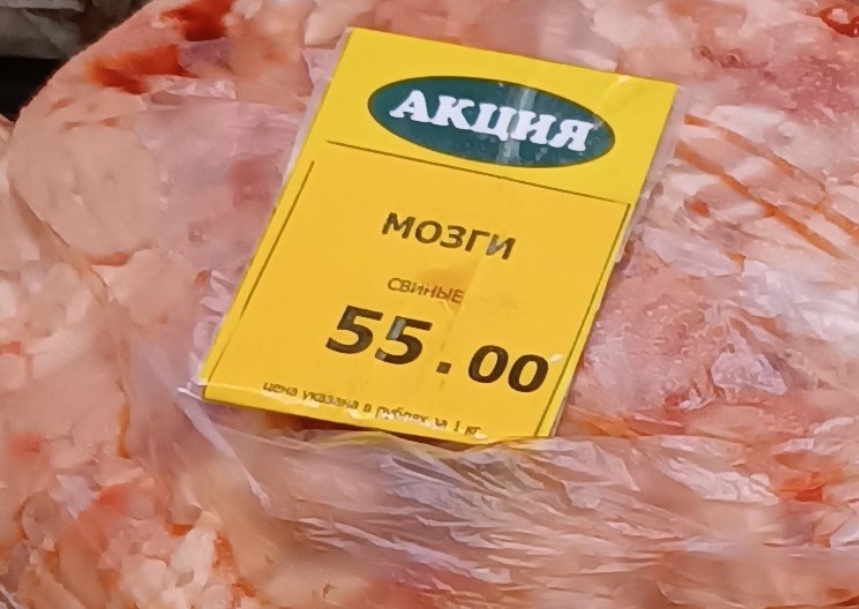 АКЦИЯ
МОЗГИ
СВИНЫЕ
55.00
цена указана в рублях за 1 кг.